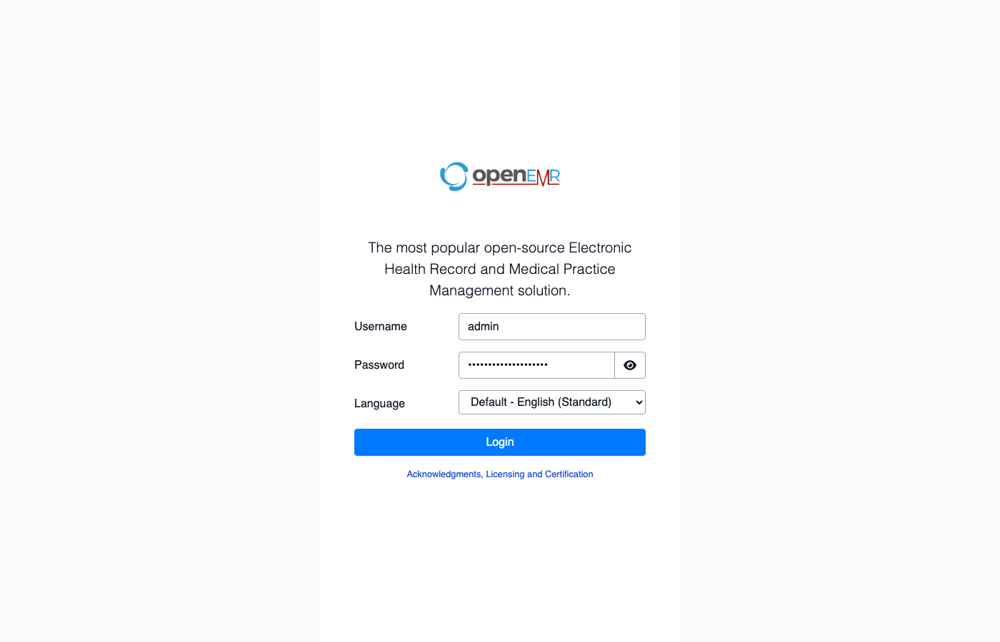 openEMR
The most popular open-source Electronic
Health Record and Medical Practice
Management solution.
Username
admin
Password
••••••••••••••••••••
Language
Default - English (Standard)
Login
Acknowledgments, Licensing and Certification